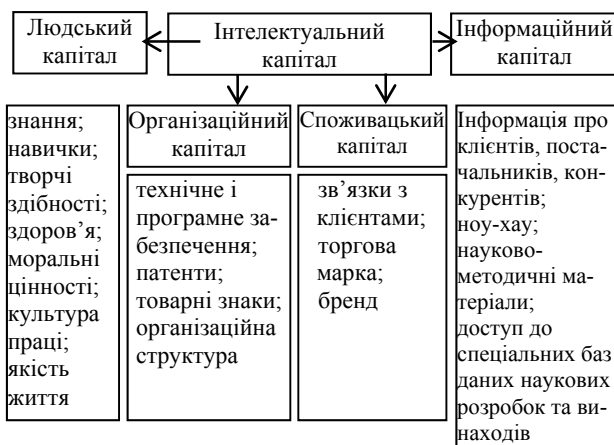 Людський
капітал
Інтелектуальний
капітал
Інформаційний
капітал
знання;
навички;
творчі
здібності;
здоров’я;
моральні
цінності;
культура
праці;
якість
життя
Організаційний
капітал
технічне і
програмне за-
безпечення;
патенти;
товарні знаки;
організаційна
структура
Споживацький
капітал
зв’язки з
клієнтами;
торгова
марка;
бренд
Інформація про
клієнтів, поста-
чальників, кон-
курентів;
ноу-хау;
науково-
методичні ма-
теріали;
доступ до
спеціальних баз
даних наукових
розробок та ви-
находів